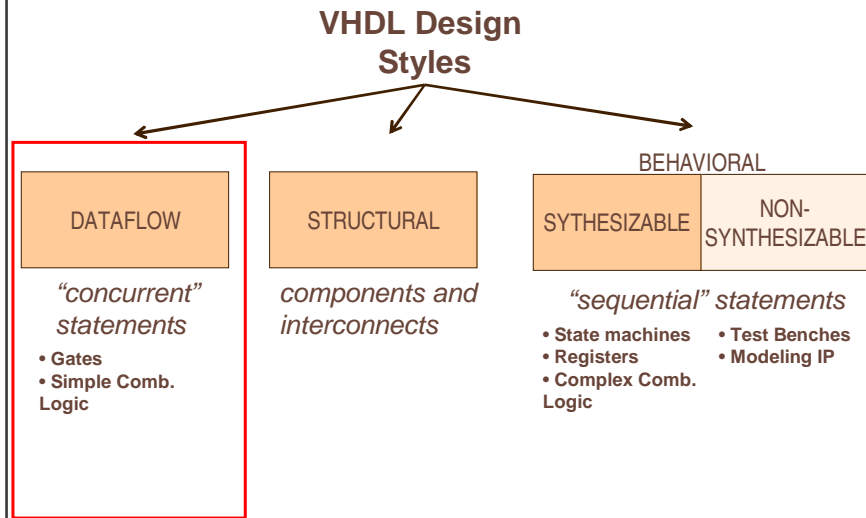 VHDL Design
Styles
DATAFLOW
“concurrent”
statements
• Gates
• Simple Comb.
Logic
STRUCTURAL
components and
interconnects
BEHAVIORAL
SYTHESIZABLE
NON-
SYNTHESIZABLE
“sequential” statements
• State machines
• Registers
• Complex Comb.
Logic
• Test Benches
• Modeling IP